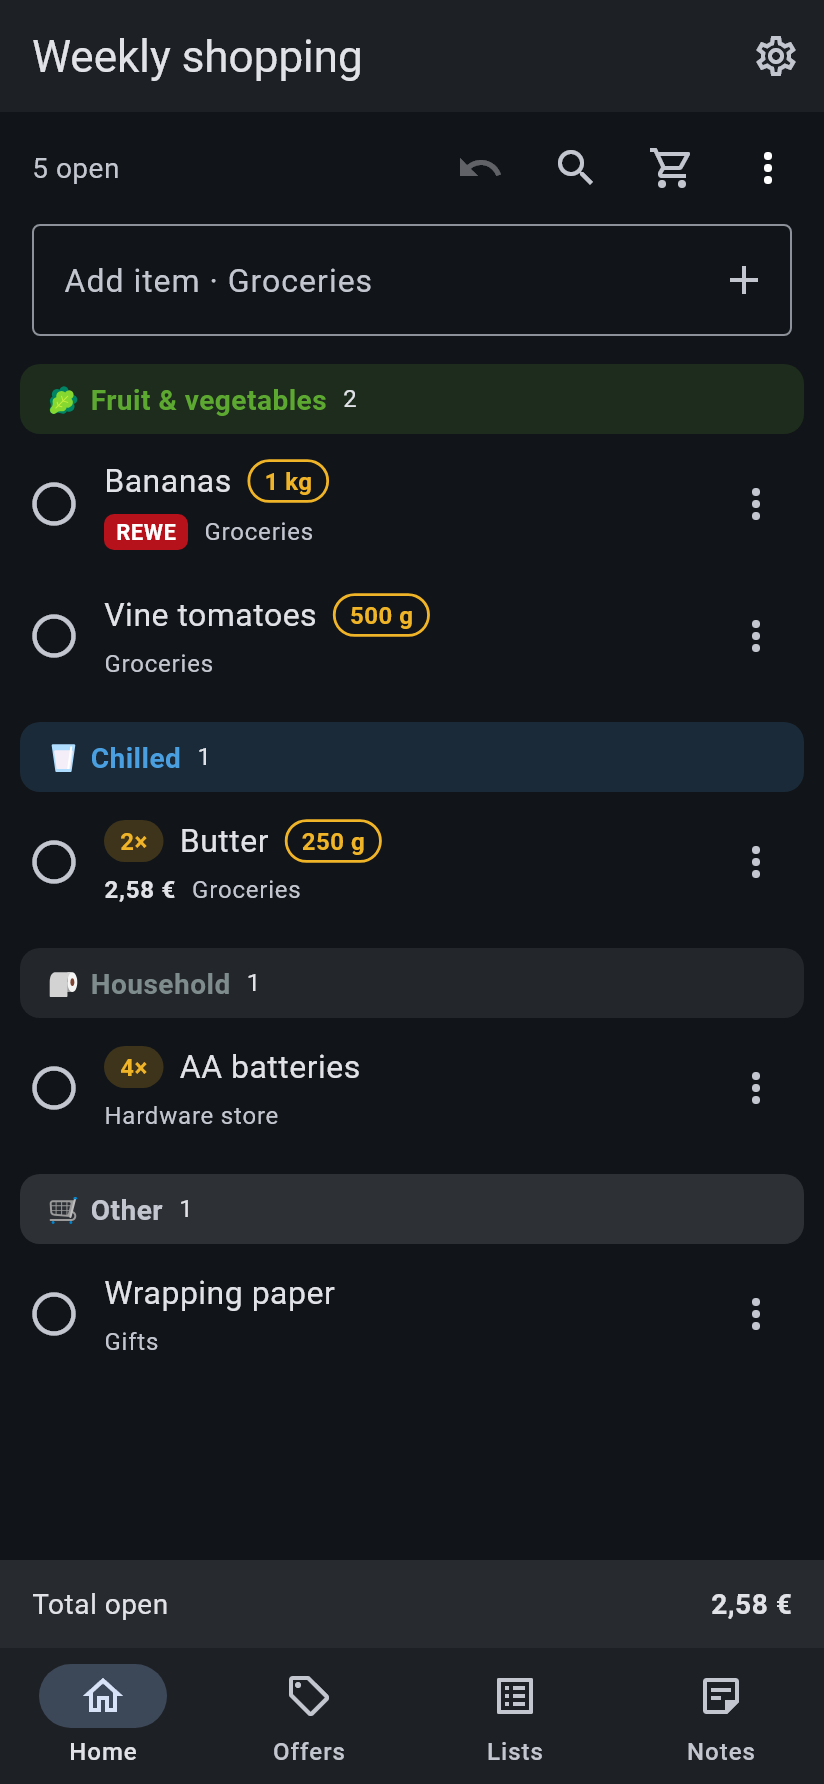 Weekly shopping
5 open
Add item · Groceries
Fruit & vegetables 2
Bananas 1 kg
REWE Groceries
Vine tomatoes 500 g
Groceries
Chilled 1
2× Butter 250 g
2,58 € Groceries
Household 1
4× AA batteries
Hardware store
Other 1
Wrapping paper
Gifts
Total open 2,58 €
Home Offers Lists Notes